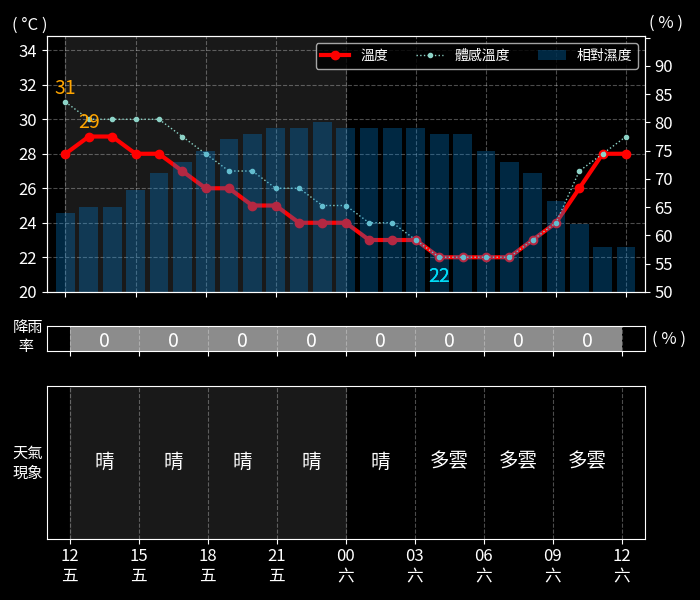 ( °C )
( % )
溫度
體感溫度
相對濕度
34
32
30
28
26
24
22
20
90
85
80
75
70
65
60
55
50
31
29
22
降雨
率
0 0 0 0 0 0 0 0
( % )
天氣
現象
晴 晴 晴 晴 晴 多雲 多雲 多雲
12 15 18 21 00 03 06 09 12
五 五 五 五 六 六 六 六 六